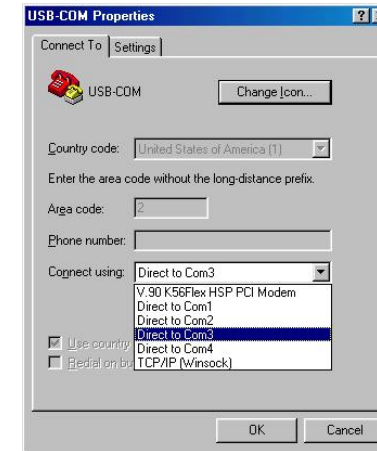 USB-COM Properties
Connect To Settings
USB-COM Change Icon...
Country code: United States of America (1)
Enter the area code without the long-distance prefix.
Area code: 2
Phone number:
Connect using: Direct to Com3
V.90 K56Flex HSP PCI Modem
Direct to Com1
Direct to Com2
Direct to Com3
Use country
Direct to Com4
Redial on bu
TCP/IP (Winsock)
OK Cancel